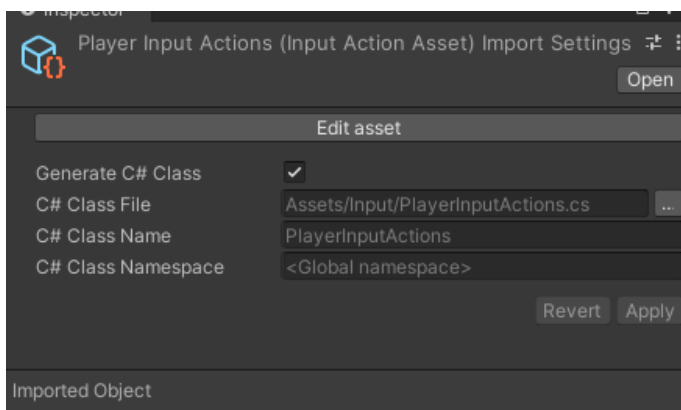 Inspector
Player Input Actions (Input Action Asset) Import Settings
Open
Edit asset
Generate C# Class
C# Class File Assets/Input/PlayerInputActions.cs ...
C# Class Name PlayerInputActions
C# Class Namespace <Global namespace>
Revert Apply
Imported Object